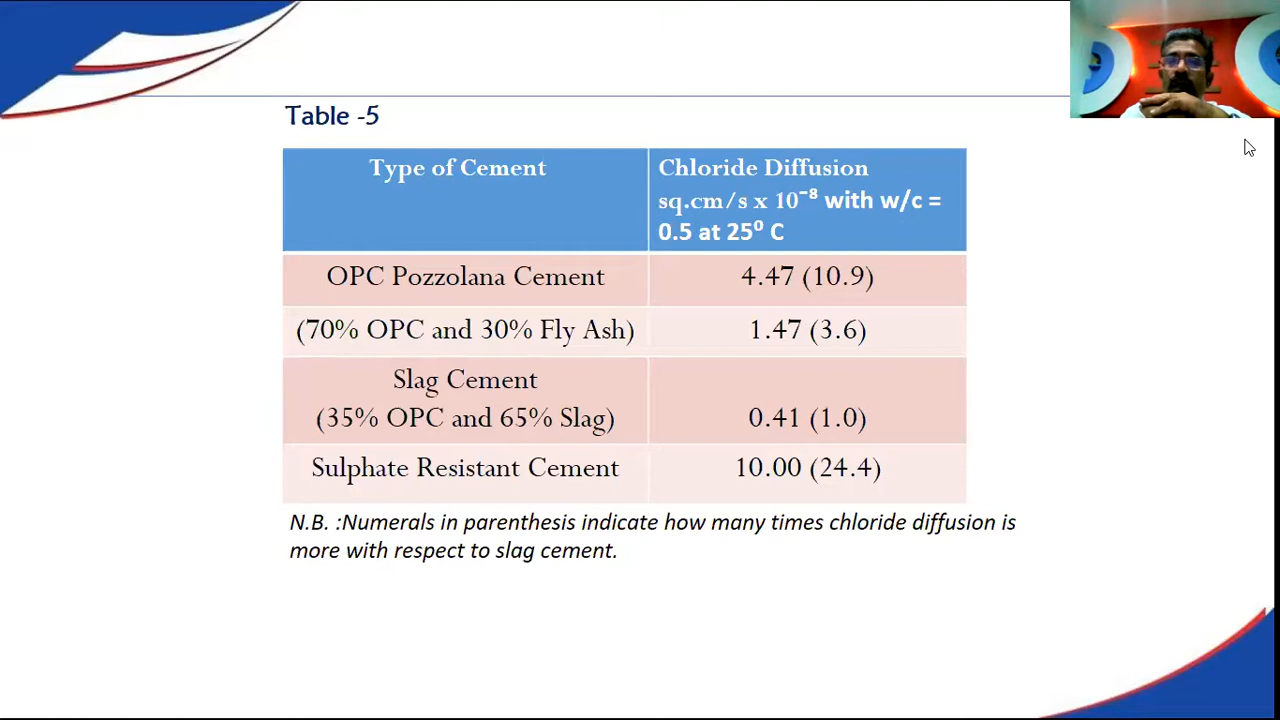 Table -5
Type of Cement
Chloride Diffusion
sq.cm/s x 10⁻⁸ with w/c =
0.5 at 25⁰ C
OPC Pozzolana Cement
4.47 (10.9)
(70% OPC and 30% Fly Ash)
1.47 (3.6)
Slag Cement
(35% OPC and 65% Slag)
0.41 (1.0)
Sulphate Resistant Cement
10.00 (24.4)
N.B. :Numerals in parenthesis indicate how many times chloride diffusion is
more with respect to slag cement.